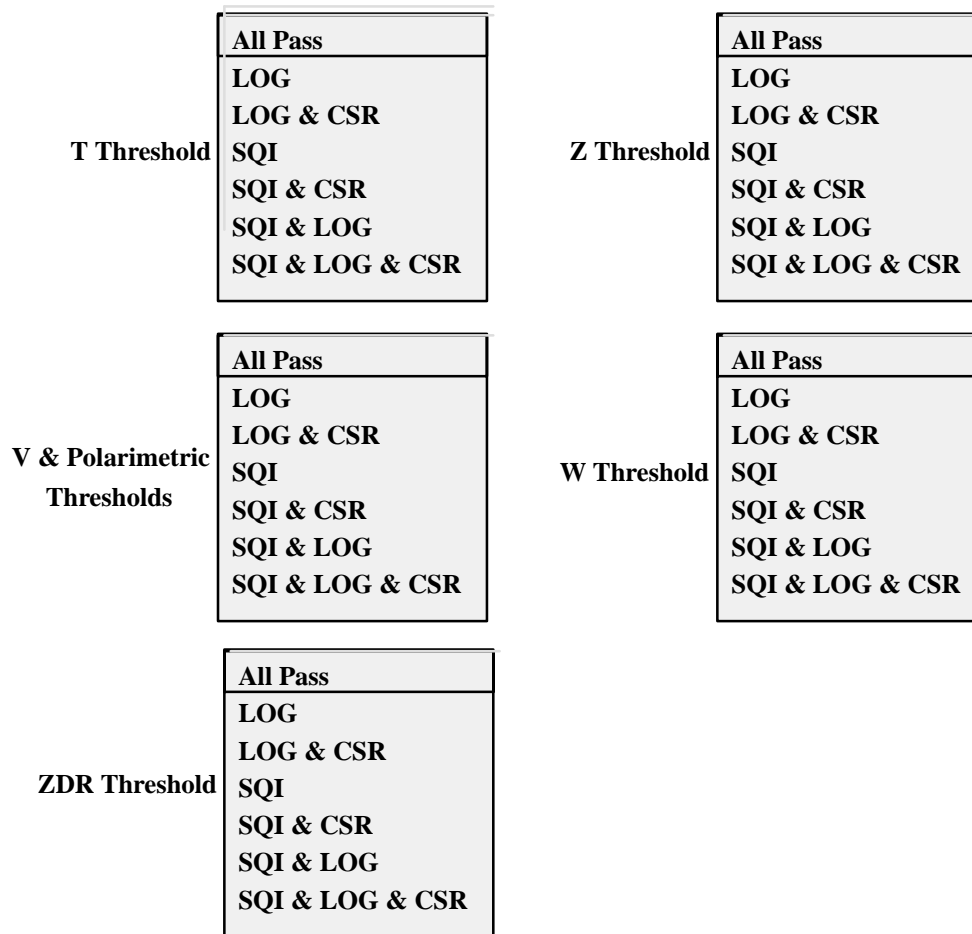 T Threshold
All Pass
LOG
LOG & CSR
SQI
SQI & CSR
SQI & LOG
SQI & LOG & CSR
Z Threshold
All Pass
LOG
LOG & CSR
SQI
SQI & CSR
SQI & LOG
SQI & LOG & CSR
V & Polarimetric
Thresholds
All Pass
LOG
LOG & CSR
SQI
SQI & CSR
SQI & LOG
SQI & LOG & CSR
W Threshold
All Pass
LOG
LOG & CSR
SQI
SQI & CSR
SQI & LOG
SQI & LOG & CSR
ZDR Threshold
All Pass
LOG
LOG & CSR
SQI
SQI & CSR
SQI & LOG
SQI & LOG & CSR